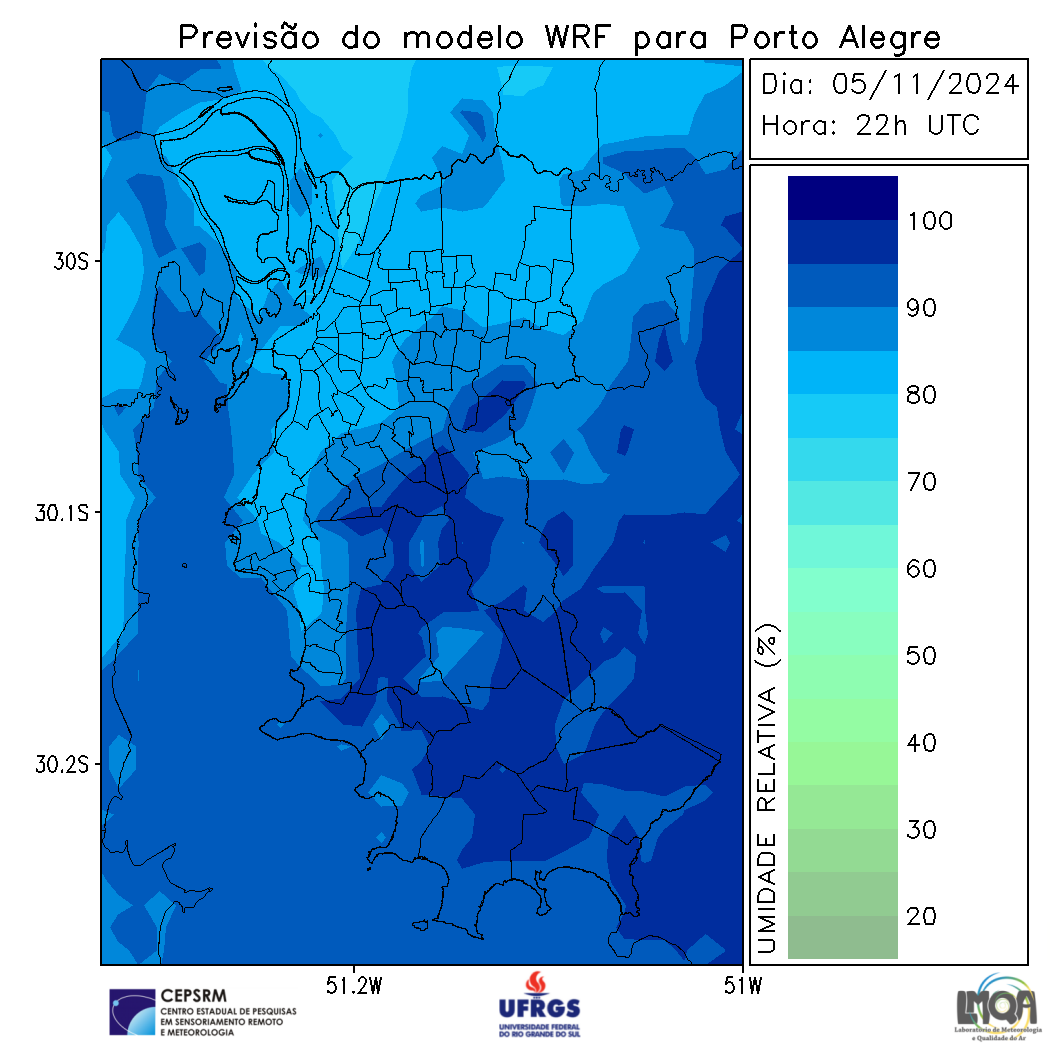 Previsão do modelo WRF para Porto Alegre
Dia: 05/11/2024
Hora: 22h UTC
100
90
80
70
60
50
40
30
20
UMIDADE RELATIVA (%)
30S
30.1S
30.2S
51.2W
51W
CEPSRM
CENTRO ESTADUAL DE PESQUISAS
EM SENSORIAMENTO REMOTO
E METEOROLOGIA
UFRGS
UNIVERSIDADE FEDERAL
DO RIO GRANDE DO SUL
LMQA
Laboratório de Meteorologia
e Qualidade do Ar